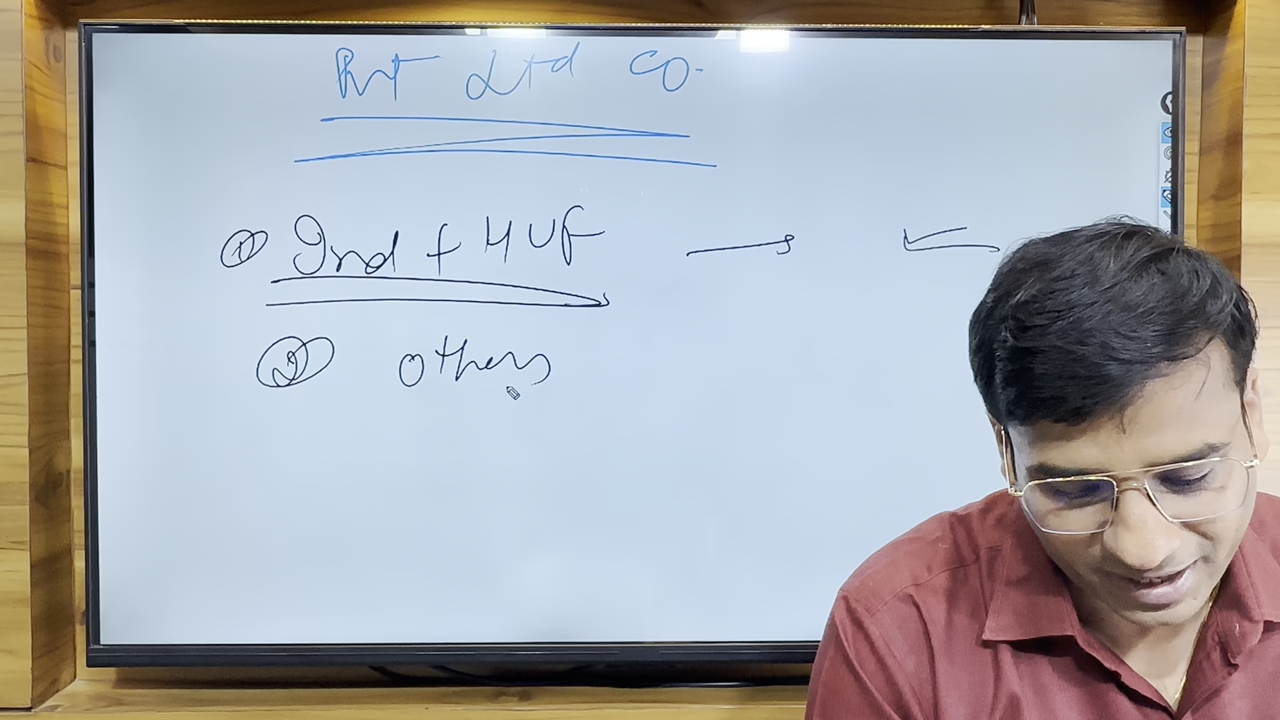 Pvt Ltd CO.
① Ind + HUF
② others